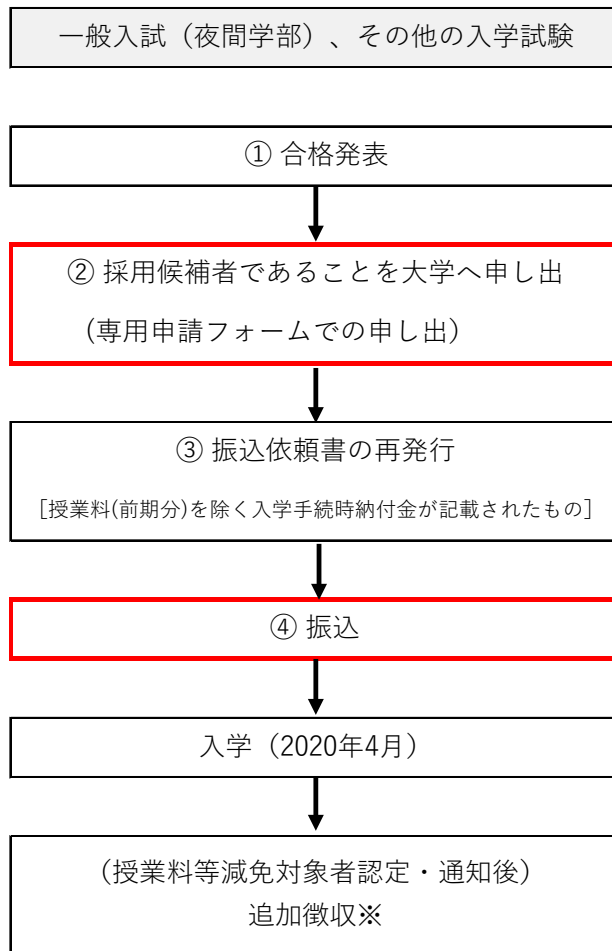 一般入試（夜間学部）、その他の入学試験
① 合格発表
② 採用候補者であることを大学へ申し出
（専用申請フォームでの申し出）
③ 振込依頼書の再発行
［授業料(前期分)を除く入学手続時納付金が記載されたもの］
④ 振込
入学（2020年4月）
（授業料等減免対象者認定・通知後）
追加徴収※